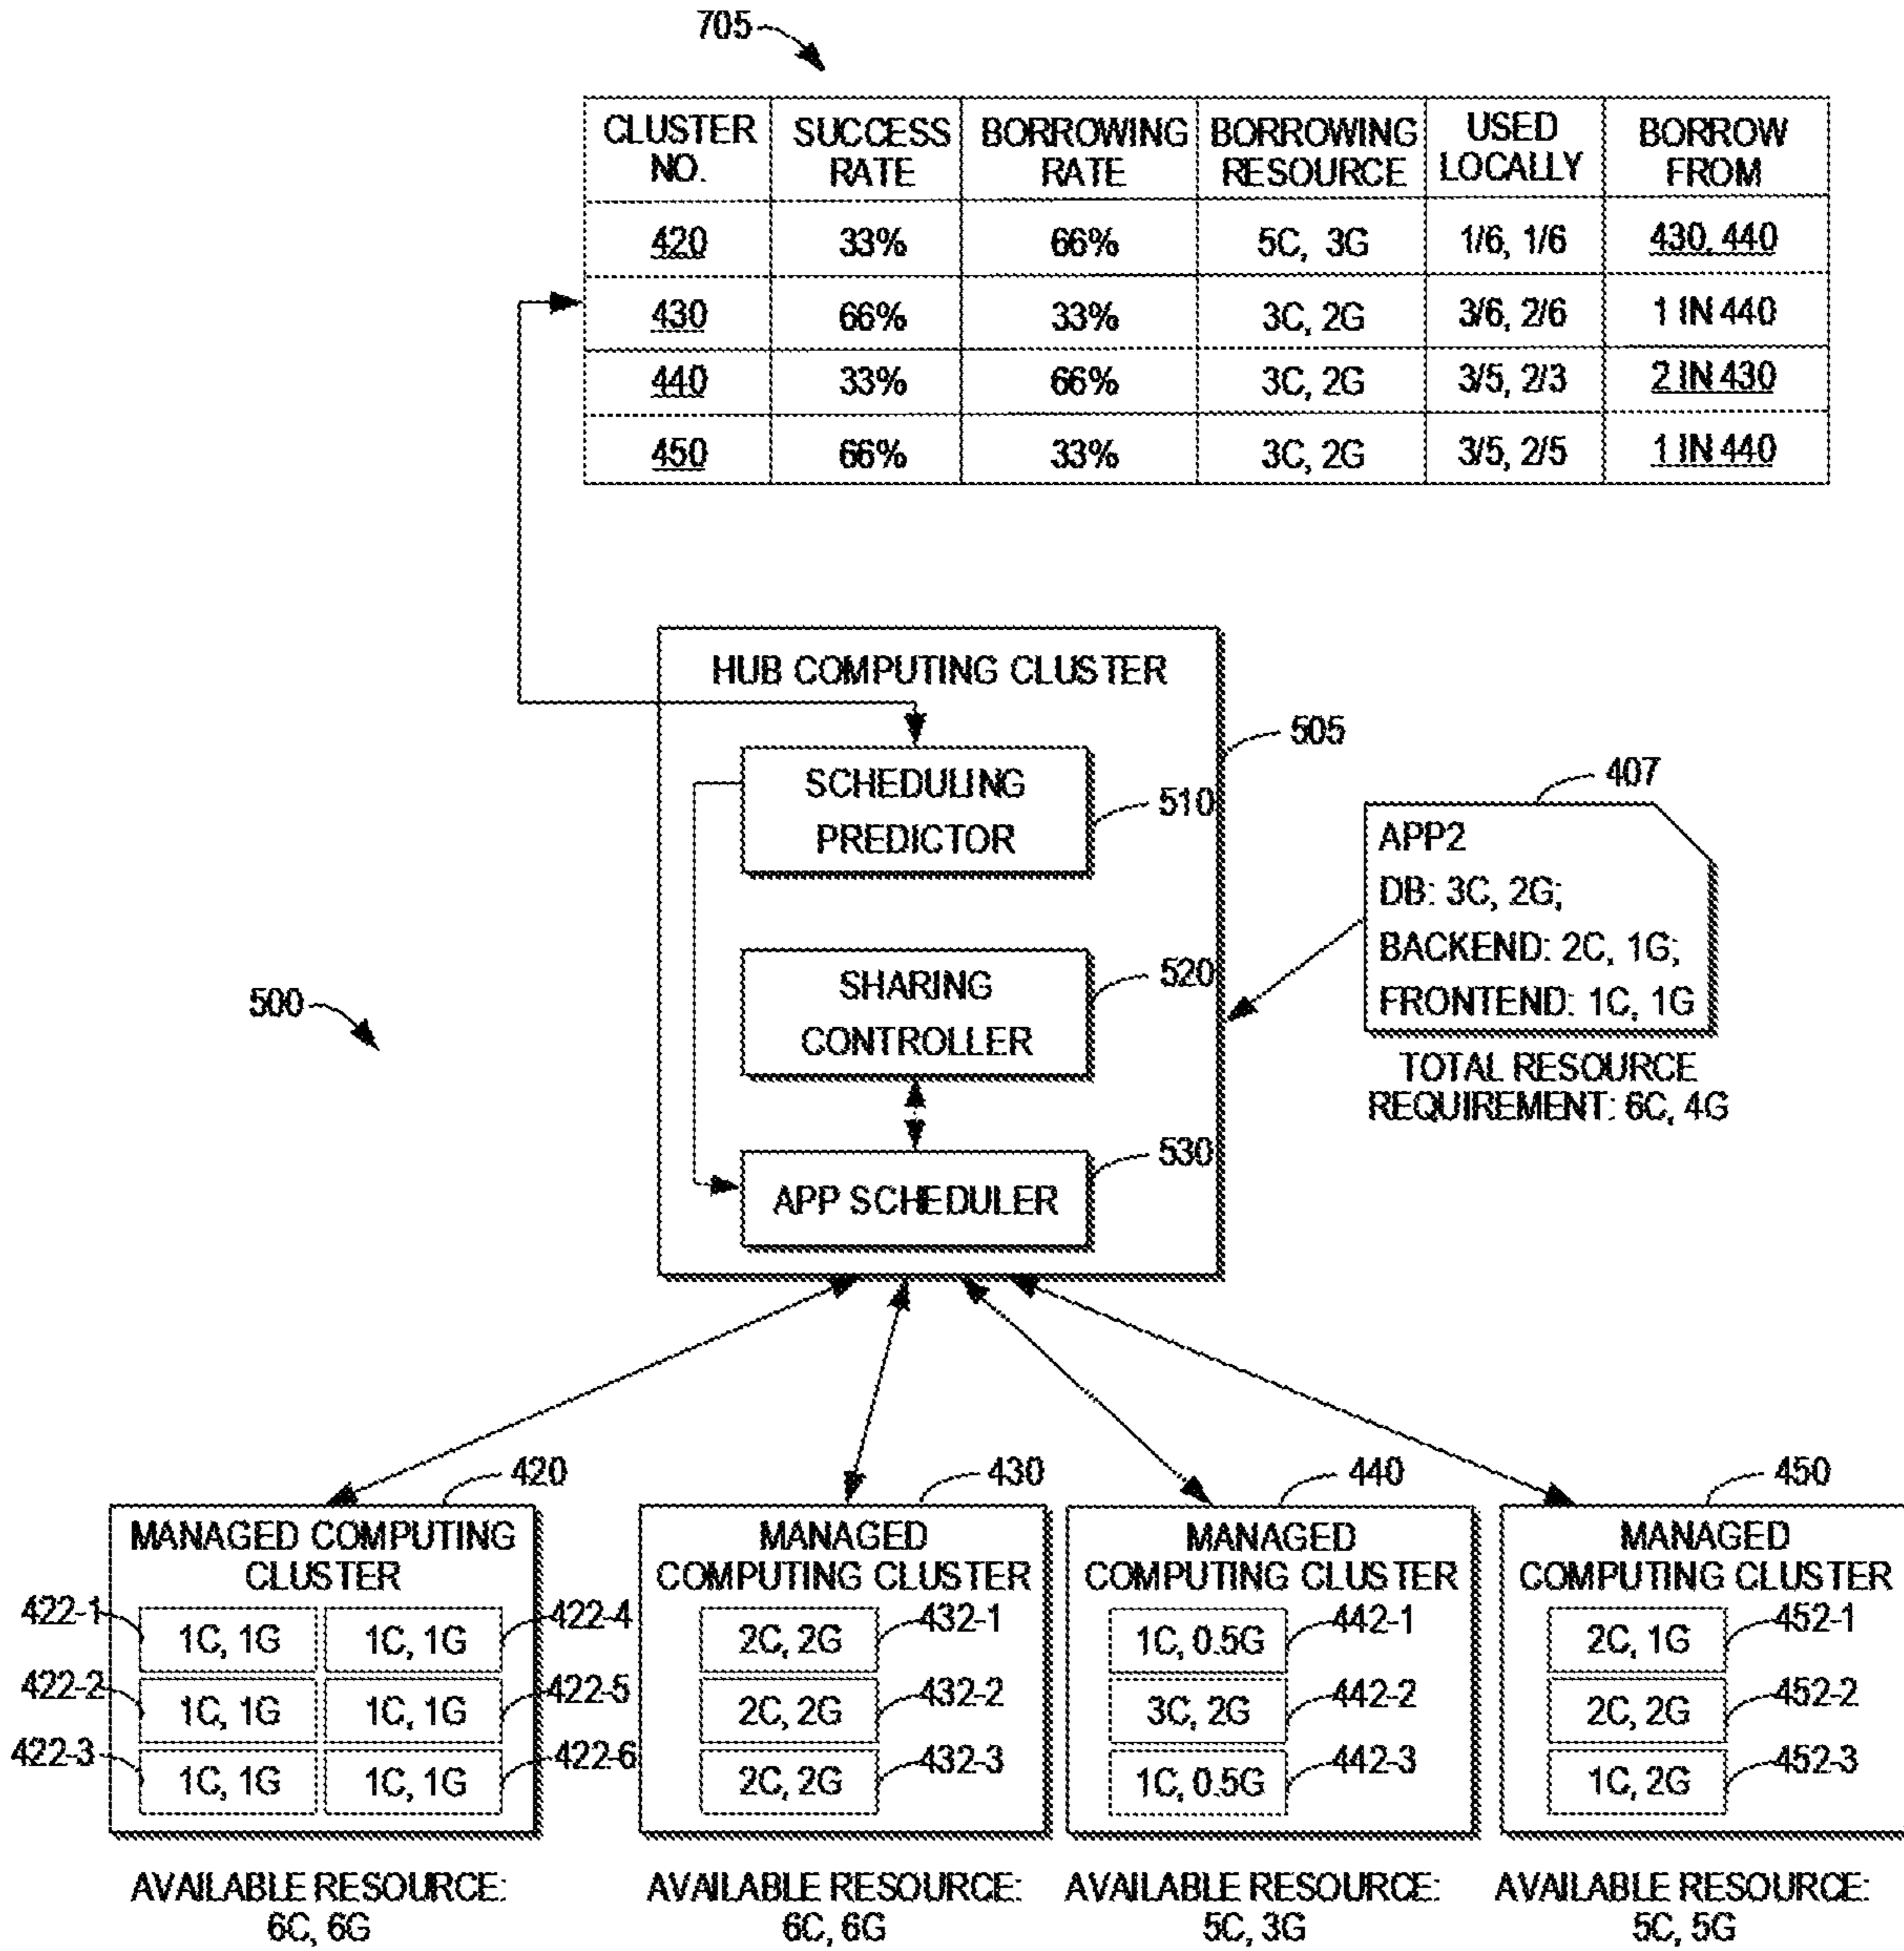 705
CLUSTER NO. SUCCESS RATE BORROWING RATE BORROWING RESOURCE USED LOCALLY BORROW FROM
420 33% 66% 5C, 3G 1/6, 1/6 430, 440
430 66% 33% 3C, 2G 3/6, 2/6 1 IN 440
440 33% 66% 3C, 2G 3/5, 2/3 2 IN 430
450 66% 33% 3C, 2G 3/5, 2/5 1 IN 440
HUB COMPUTING CLUSTER
505
SCHEDULING
PREDICTOR
510
407
APP2
DB: 3C, 2G;
BACKEND: 2C, 1G;
FRONTEND: 1C, 1G
TOTAL RESOURCE
REQUIREMENT: 6C, 4G
500
SHARING
CONTROLLER
520
530
APP SCHEDULER
420
MANAGED COMPUTING
CLUSTER
422-1 1C, 1G 1C, 1G 422-4
422-2 1C, 1G 1C, 1G 422-5
422-3 1C, 1G 1C, 1G 422-6
AVAILABLE RESOURCE:
6C, 6G
430
MANAGED
COMPUTING CLUSTER
2C, 2G 432-1
2C, 2G 432-2
2C, 2G 432-3
AVAILABLE RESOURCE:
6C, 6G
440
MANAGED
COMPUTING CLUSTER
1C, 0.5G 442-1
3C, 2G 442-2
1C, 0.5G 442-3
AVAILABLE RESOURCE:
5C, 3G
450
MANAGED
COMPUTING CLUSTER
2C, 1G 452-1
2C, 2G 452-2
1C, 2G 452-3
AVAILABLE RESOURCE:
5C, 5G